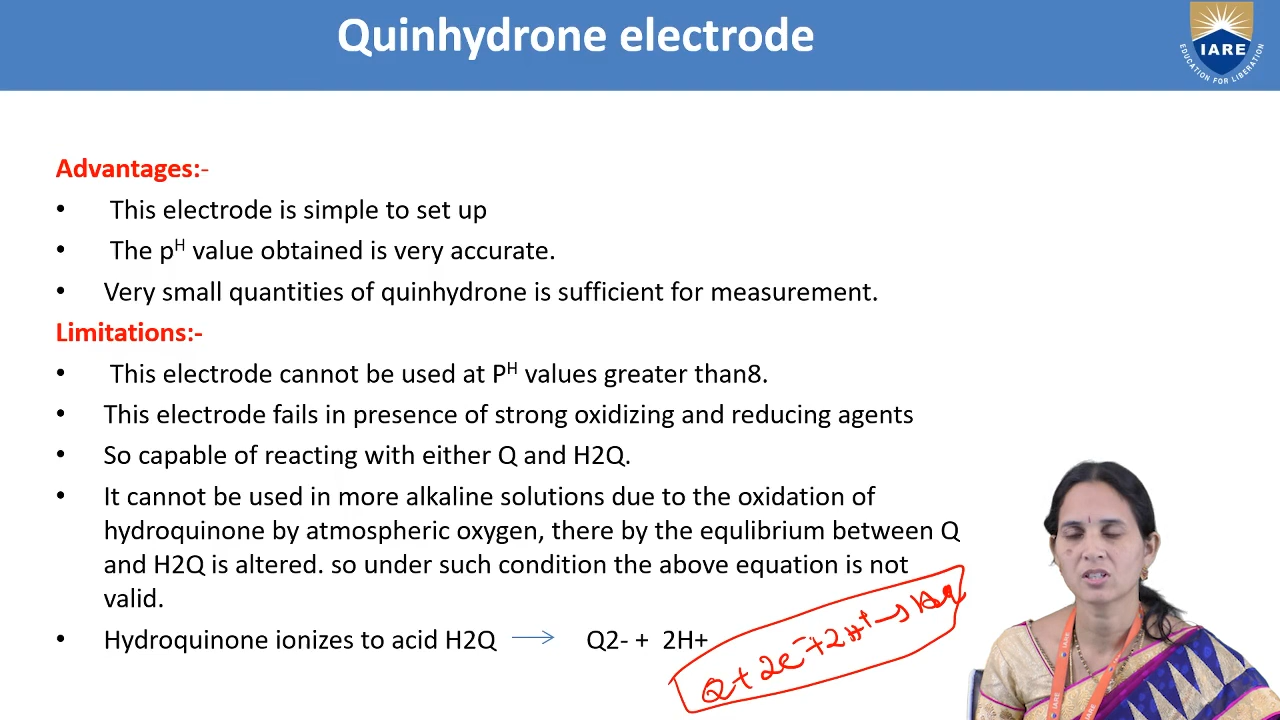 Quinhydrone electrode
IARE
EDUCATION FOR LIBERATION
Advantages:-
• This electrode is simple to set up
• The pᴴ value obtained is very accurate.
• Very small quantities of quinhydrone is sufficient for measurement.
Limitations:-
• This electrode cannot be used at Pᴴ values greater than8.
• This electrode fails in presence of strong oxidizing and reducing agents
• So capable of reacting with either Q and H2Q.
• It cannot be used in more alkaline solutions due to the oxidation of
hydroquinone by atmospheric oxygen, there by the equlibrium between Q
and H2Q is altered. so under such condition the above equation is not
valid.
• Hydroquinone ionizes to acid H2Q → Q2- + 2H+
Q + 2e⁻ + 2H⁺ →
IARE